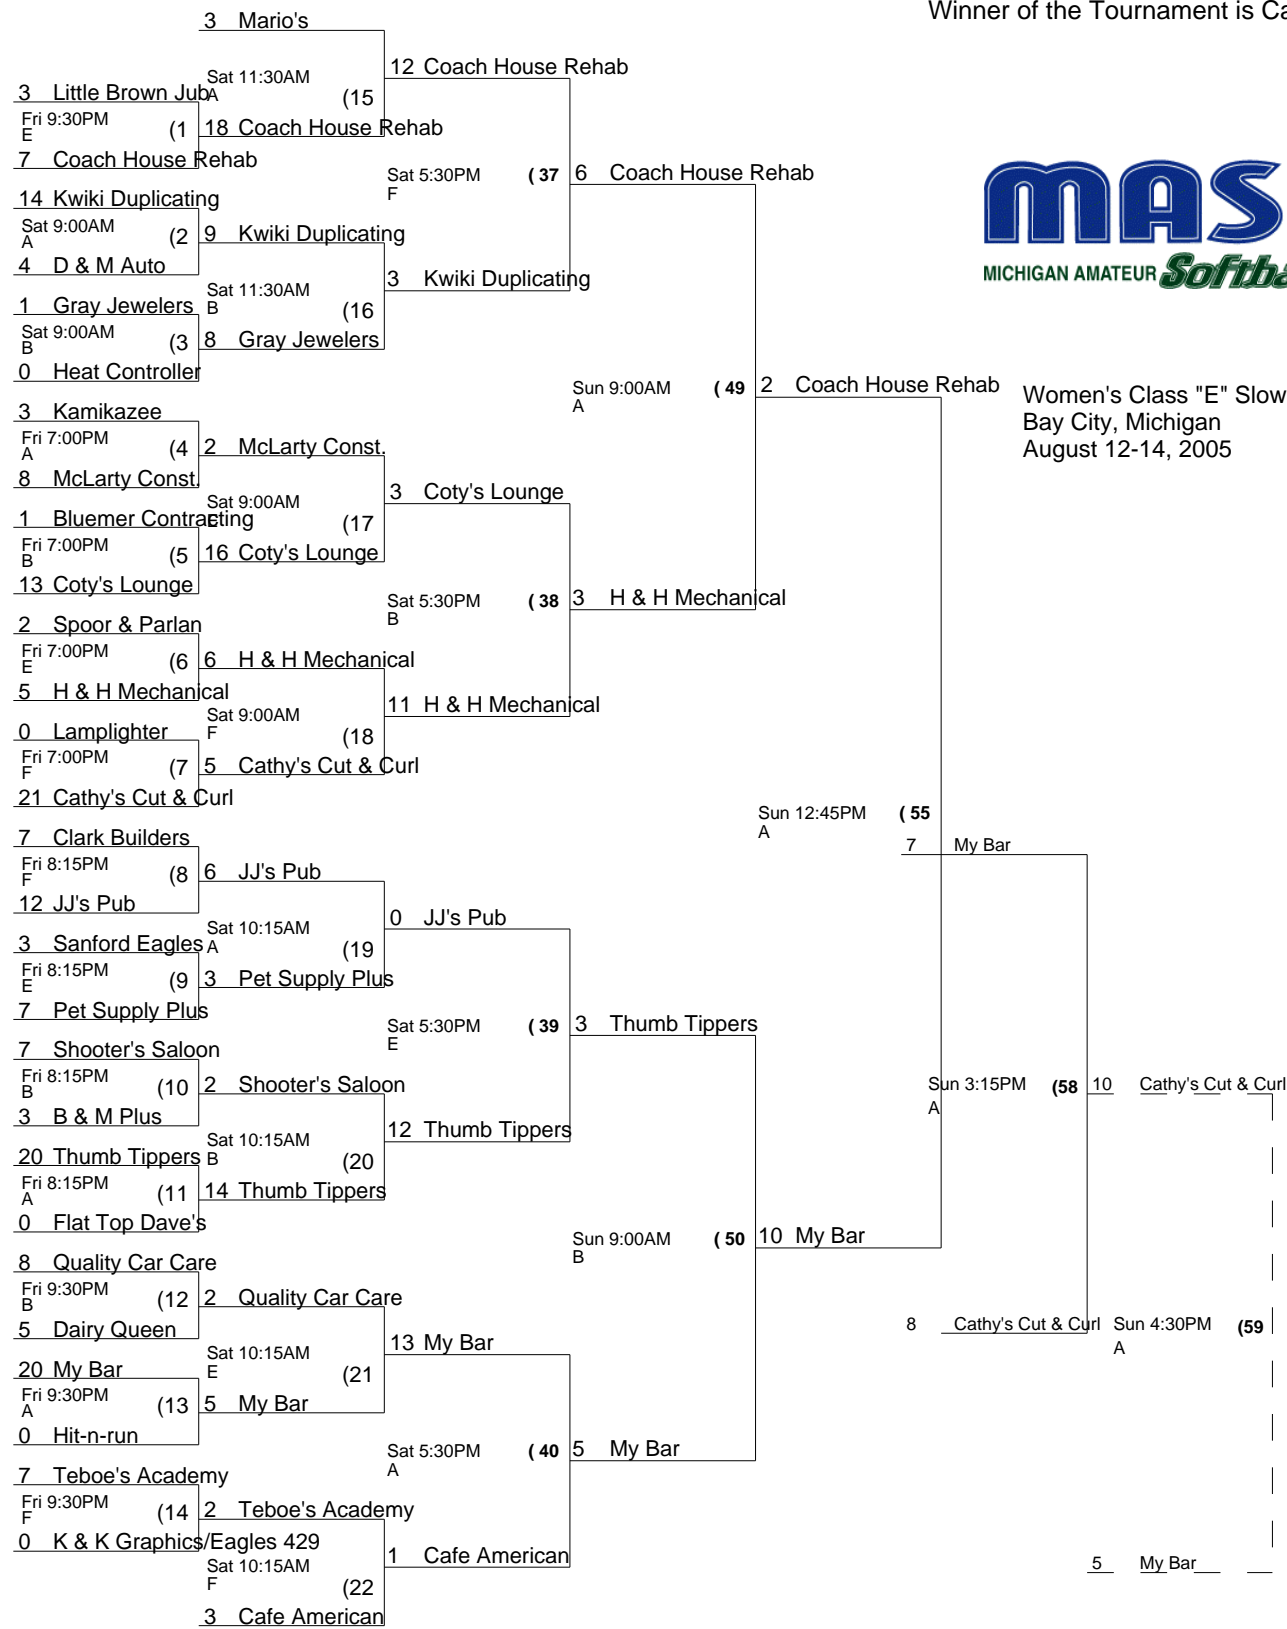 Winner of the Tournament is Ca
3 Mario's
Sat 11:30AM
A
(15
12 Coach House Rehab
3 Little Brown Jub
Fri 9:30PM
E
(1
18 Coach House Rehab
7 Coach House Rehab
Sat 5:30PM
F
( 37
6 Coach House Rehab
14 Kwiki Duplicating
Sat 9:00AM
A
(2
9 Kwiki Duplicating
4 D & M Auto
Sat 11:30AM
B
(16
3 Kwiki Duplicating
1 Gray Jewelers
Sat 9:00AM
B
(3
8 Gray Jewelers
0 Heat Controller
MAS
MICHIGAN AMATEUR Softba
Sun 9:00AM
A
( 49
2 Coach House Rehab
Women's Class "E" Slow
Bay City, Michigan
August 12-14, 2005
3 Kamikazee
Fri 7:00PM
A
(4
2 McLarty Const.
8 McLarty Const.
Sat 9:00AM
E
(17
3 Coty's Lounge
1 Bluemer Contracting
Fri 7:00PM
B
(5
16 Coty's Lounge
13 Coty's Lounge
Sat 5:30PM
B
( 38
3 H & H Mechanical
2 Spoor & Parlan
Fri 7:00PM
E
(6
6 H & H Mechanical
5 H & H Mechanical
Sat 9:00AM
F
(18
11 H & H Mechanical
0 Lamplighter
Fri 7:00PM
F
(7
5 Cathy's Cut & Curl
21 Cathy's Cut & Curl
Sun 12:45PM
A
( 55
7 My Bar
7 Clark Builders
Fri 8:15PM
F
(8
6 JJ's Pub
12 JJ's Pub
Sat 10:15AM
A
(19
0 JJ's Pub
3 Sanford Eagles
Fri 8:15PM
E
(9
3 Pet Supply Plus
7 Pet Supply Plus
Sat 5:30PM
E
( 39
3 Thumb Tippers
7 Shooter's Saloon
Fri 8:15PM
B
(10
2 Shooter's Saloon
3 B & M Plus
Sun 3:15PM
A
(58
10 Cathy's Cut & Curl
Sat 10:15AM
B
(20
12 Thumb Tippers
20 Thumb Tippers
Fri 8:15PM
A
(11
14 Thumb Tippers
0 Flat Top Dave's
Sun 9:00AM
B
( 50
10 My Bar
8 Quality Car Care
Fri 9:30PM
B
(12
2 Quality Car Care
5 Dairy Queen
8 Cathy's Cut & Curl
Sun 4:30PM
A
(59
Sat 10:15AM
E
(21
13 My Bar
20 My Bar
Fri 9:30PM
A
(13
5 My Bar
0 Hit-n-run
Sat 5:30PM
A
( 40
5 My Bar
7 Teboe's Academy
Fri 9:30PM
F
(14
2 Teboe's Academy
0 K & K Graphics/Eagles 429
Sat 10:15AM
F
(22
1 Cafe American
5 My Bar
3 Cafe American